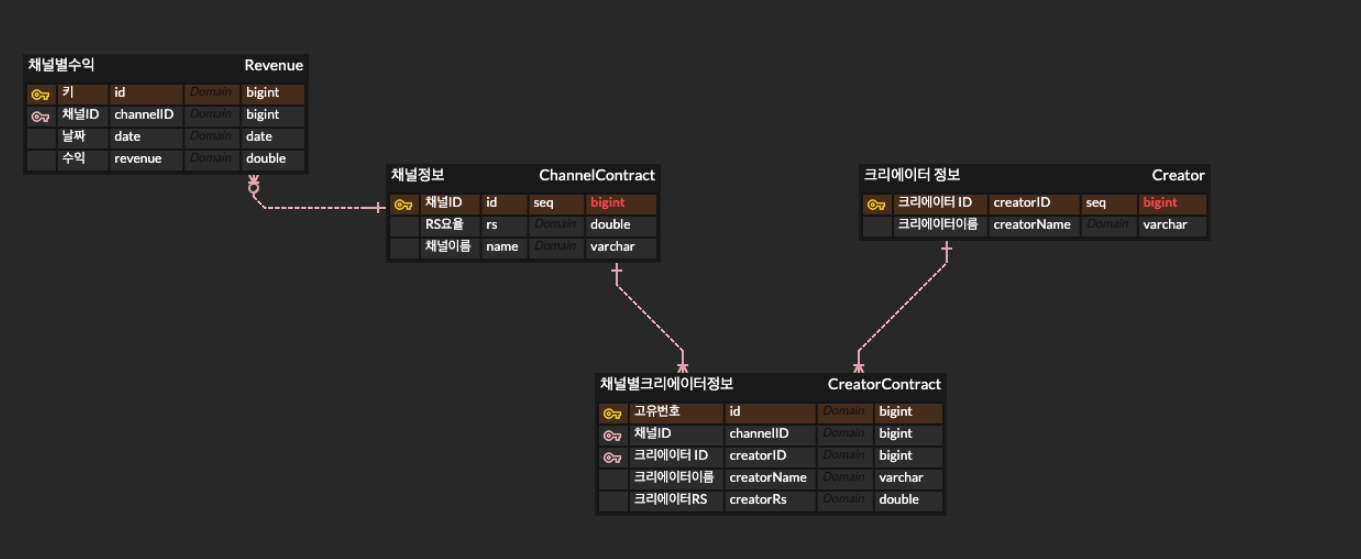 채널별수익 Revenue
키 id Domain bigint
채널ID channelID Domain bigint
날짜 date Domain date
수익 revenue Domain double
채널정보 ChannelContract
채널ID id seq bigint
RS요율 rs Domain double
채널이름 name Domain varchar
크리에이터 정보 Creator
크리에이터 ID creatorID seq bigint
크리에이터이름 creatorName Domain varchar
채널별크리에이터정보 CreatorContract
고유번호 id Domain bigint
채널ID channelID Domain bigint
크리에이터 ID creatorID Domain bigint
크리에이터이름 creatorName Domain varchar
크리에이터RS creatorRs Domain double